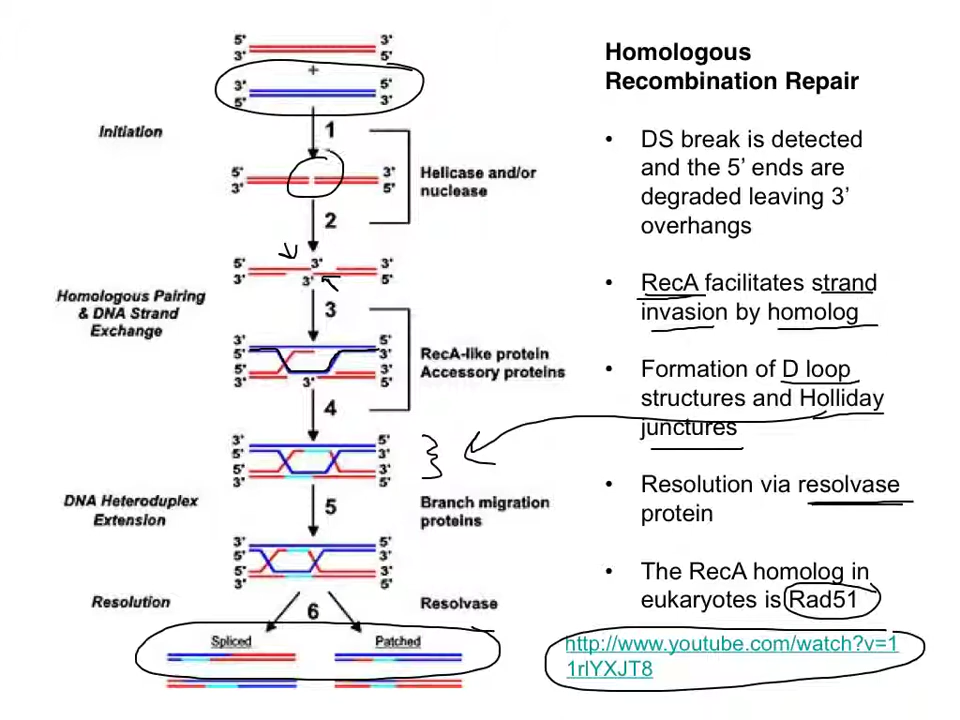 5' 3'
3' 5'
+
3' 5'
5' 3'
Initiation
1
5' 3'
3' 5'
Helicase and/or
nuclease
2
5' 3' 3'
3' 3' 5'
Homologous Pairing
& DNA Strand
Exchange
3
3' 5'
5' 3'
5' 3'
3' 3' 5'
RecA-like protein
Accessory proteins
4
3' 5'
5' 3'
5' 3'
3' 5'
DNA Heteroduplex
Extension
5
Branch migration
proteins
3' 5'
5' 3'
5' 3'
3' 5'
Resolution
6
Resolvase
Spliced Patched
Homologous
Recombination Repair
• DS break is detected
and the 5’ ends are
degraded leaving 3’
overhangs
• RecA facilitates strand
invasion by homolog
• Formation of D loop
structures and Holliday
junctures
• Resolution via resolvase
protein
• The RecA homolog in
eukaryotes is Rad51
http://www.youtube.com/watch?v=1
1rlYXJT8